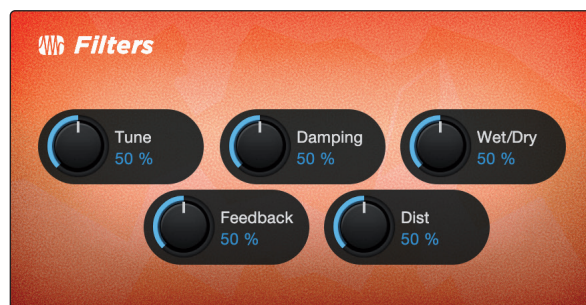 Filters
Tune
50 %
Damping
50 %
Wet/Dry
50 %
Feedback
50 %
Dist
50 %